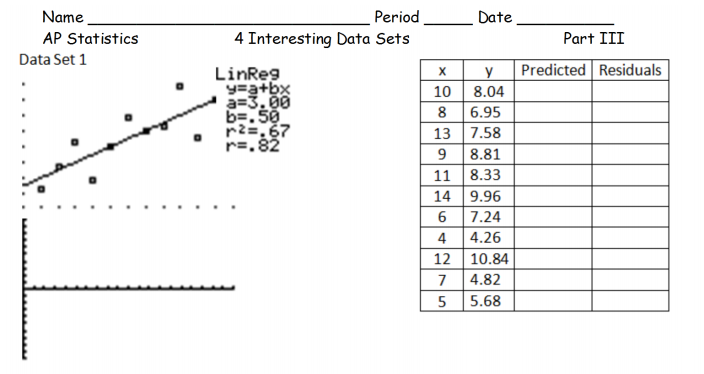 Name ________ Period ________ Date ________
AP Statistics 4 Interesting Data Sets Part III
Data Set 1
LinReg
y=a+bx
a=3.00
b=.50
r²=.67
r=.82
x y Predicted Residuals
10 8.04
8 6.95
13 7.58
9 8.81
11 8.33
14 9.96
6 7.24
4 4.26
12 10.84
7 4.82
5 5.68